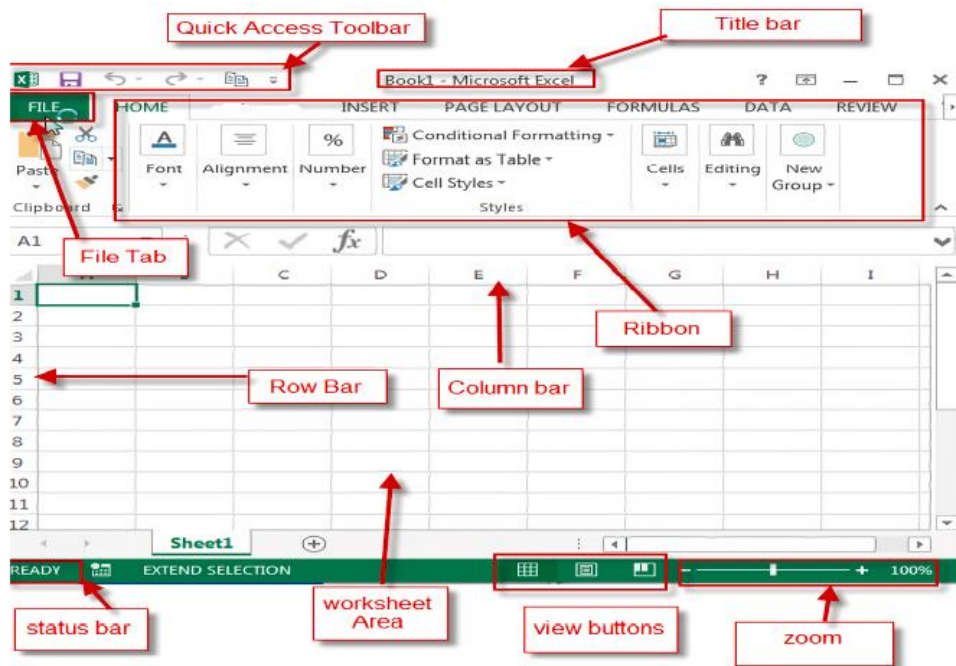 Quick Access Toolbar
Title bar
Book1 - Microsoft Excel
?
FILE HOME INSERT PAGE LAYOUT FORMULAS DATA REVIEW
Paste
Clipboard
A
Font
Alignment
%
Number
Conditional Formatting
Format as Table
Cell Styles
Styles
Cells
Editing
New
Group
A1
fx
File Tab
C D E F G H I
1
2
3
4
5
6
7
8
9
10
11
12
Ribbon
Row Bar
Column bar
Sheet1
READY EXTEND SELECTION
- + 100%
status bar
worksheet
Area
view buttons
zoom